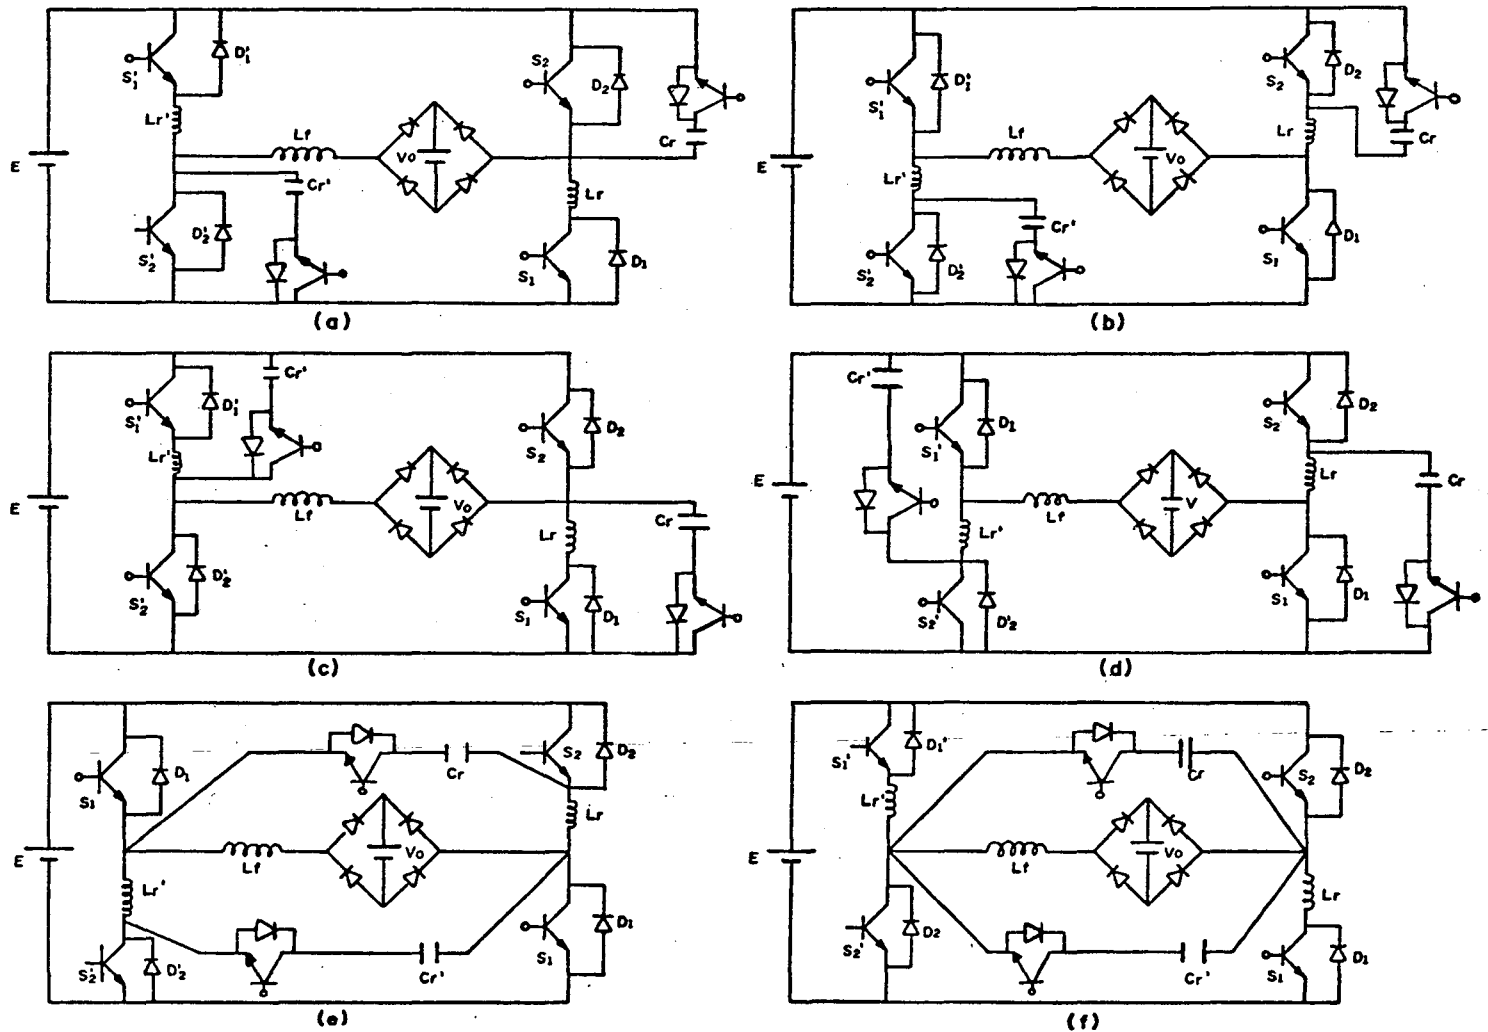 S₁' D₁' S₂ D₂
Lr' Lf Vo Cr
E Cr' Lr
S₂' D₂' S₁ D₁
(a)
S₁' D₁' S₂ D₂
Lf Lr Cr
E Lr' Vo
Cr'
S₂' D₂' S₁ D₁
(b)
S₁' D₁' Cr' S₂ D₂
Lr'
E Lf Vo Lr Cr
S₂' D₂' S₁ D₁
(c)
Cr' S₁' D₁ S₂ D₂
E Lf V Lr Cr
Lr'
S₂' D'₂ S₁ D₁
(d)
S₁ D₁ Cr S₂ D₂
Lr
E Lf Vo
Lr'
S₂' D'₂ Cr' S₁ D₁
(e)
S₁' D₁' Cr S₂ D₂
Lr'
E Lf Vo
Lr
S₂' D₂ Cr' S₁ D₁
(f)